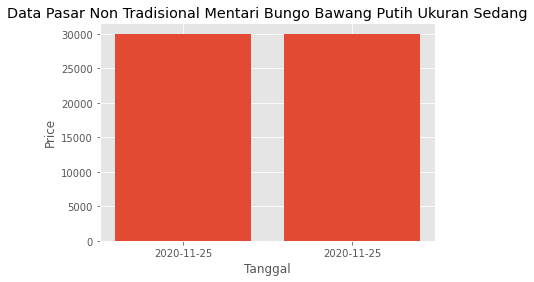 Data Pasar Non Tradisional Mentari Bungo Bawang Putih Ukuran Sedang
30000
25000
20000
15000
10000
5000
0
Price
2020-11-25 2020-11-25
Tanggal